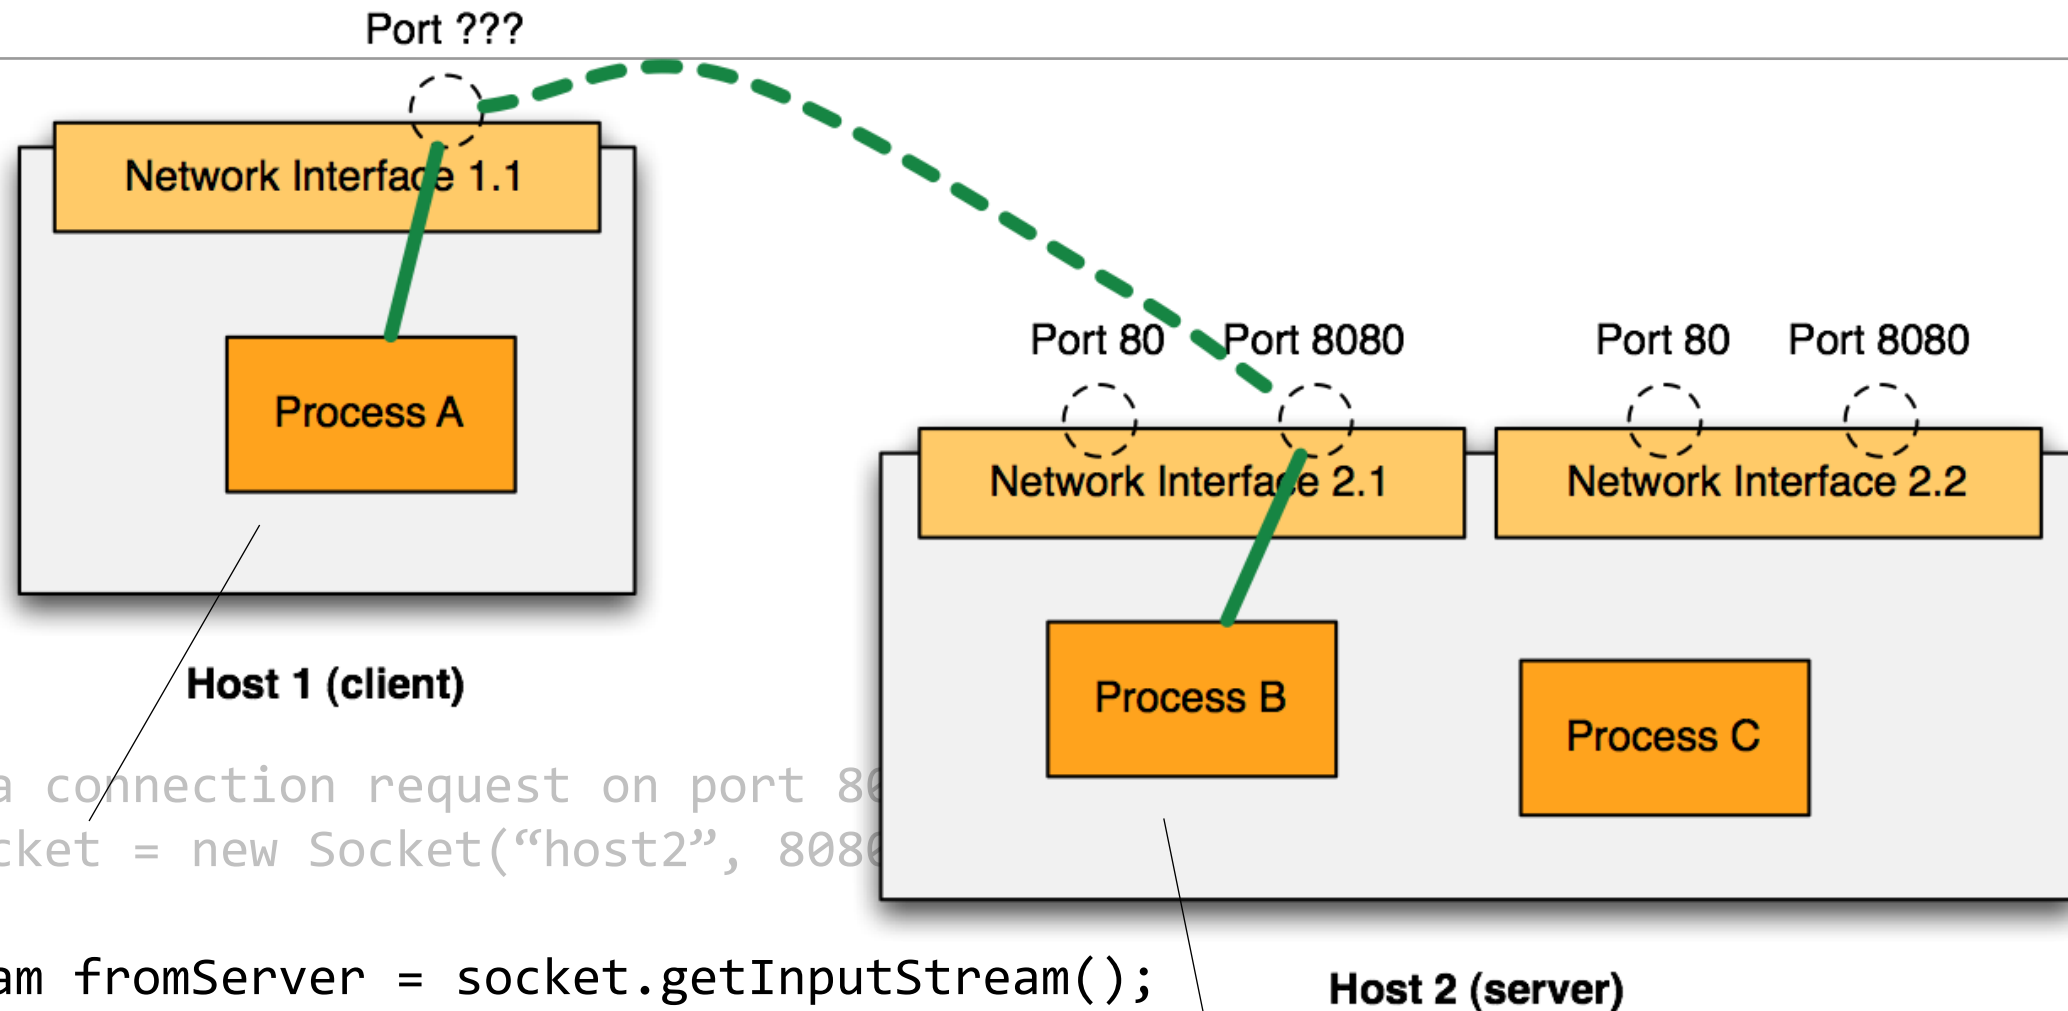 Port ???
Network Interface 1.1
Process A
Host 1 (client)
Port 80 Port 8080 Port 80 Port 8080
Network Interface 2.1 Network Interface 2.2
Process B
Process C
a connection request on port 80
cket = new Socket(“host2”, 8080
am fromServer = socket.getInputStream();
Host 2 (server)